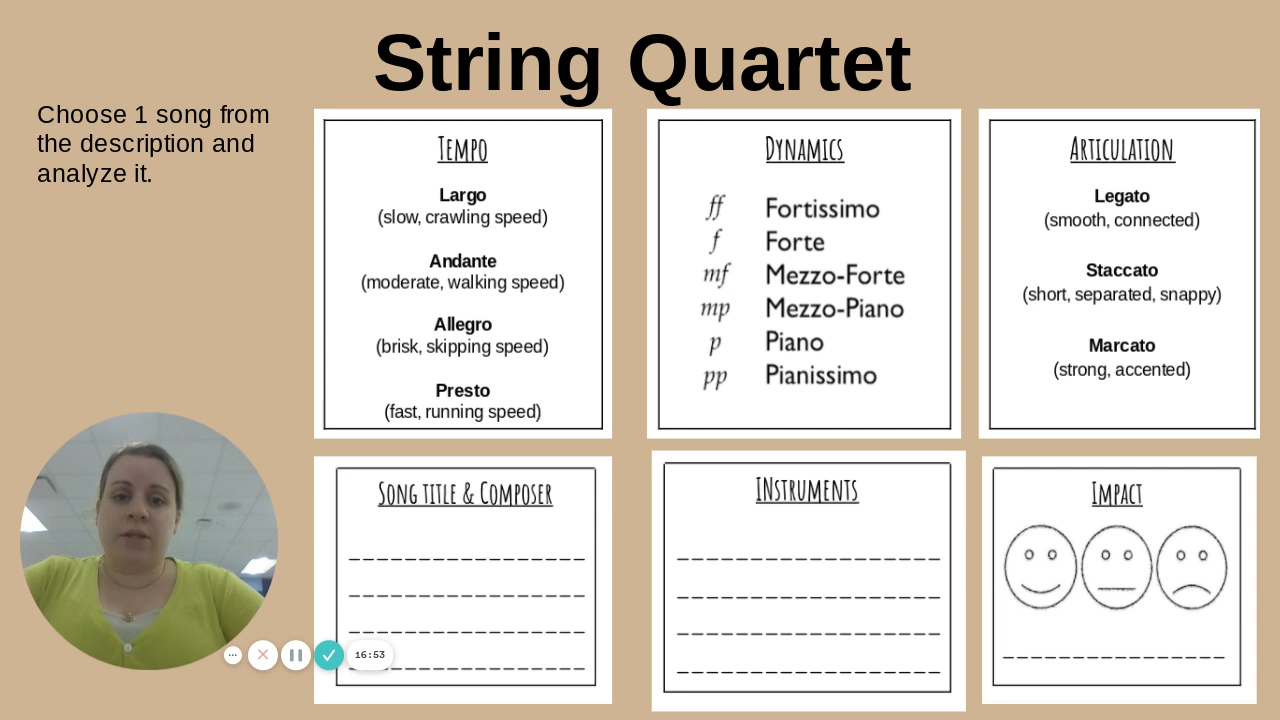 String Quartet
Choose 1 song from
the description and
analyze it.
Tempo
Largo
(slow, crawling speed)
Andante
(moderate, walking speed)
Allegro
(brisk, skipping speed)
Presto
(fast, running speed)
Dynamics
ff Fortissimo
f Forte
mf Mezzo-Forte
mp Mezzo-Piano
p Piano
pp Pianissimo
Articulation
Legato
(smooth, connected)
Staccato
(short, separated, snappy)
Marcato
(strong, accented)
Song title & Composer
INstruments
Impact
16:53